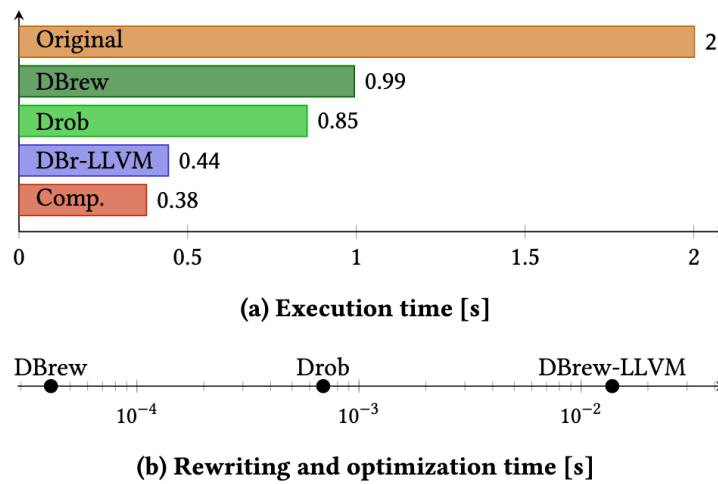 Original 2
DBrew 0.99
Drob 0.85
DBr-LLVM 0.44
Comp. 0.38
0 0.5 1 1.5 2
(a) Execution time [s]
DBrew Drob DBrew-LLVM
10⁻⁴ 10⁻³ 10⁻²
(b) Rewriting and optimization time [s]